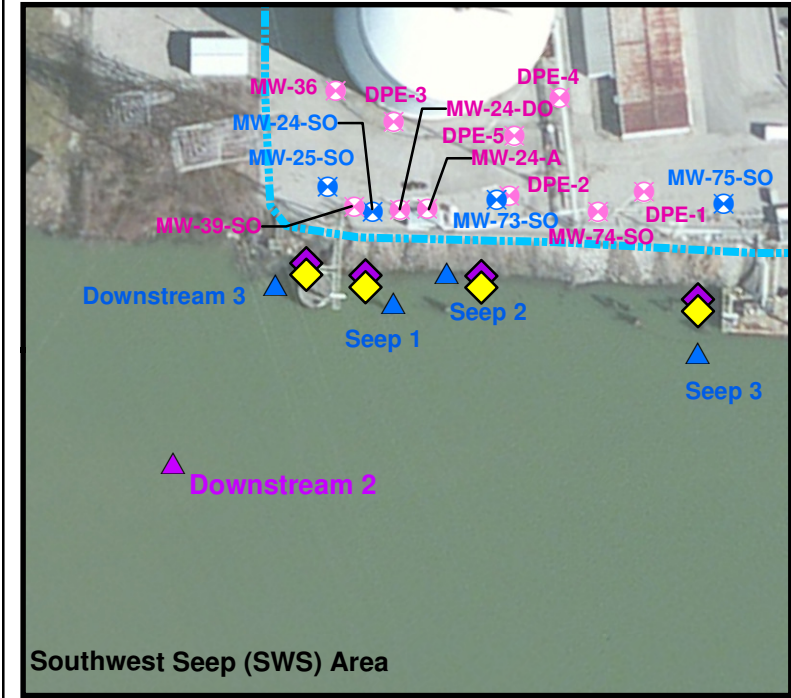 DPE-4
MW-36
DPE-3
MW-24-DO
MW-24-SO
DPE-5
MW-25-SO
MW-24-A
MW-75-SO
DPE-2
MW-39-SO
MW-73-SO
DPE-1
MW-74-SO
Downstream 3
Seep 2
Seep 1
Seep 3
Downstream 2
Southwest Seep (SWS) Area